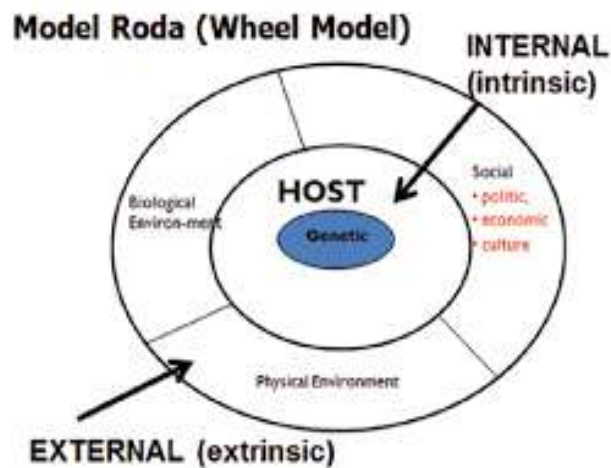 Model Roda (Wheel Model)
INTERNAL
(intrinsic)
Social
• politic,
• economic
• culture
Biological
Environ-ment
HOST
Genetic
Physical Environment
EXTERNAL (extrinsic)